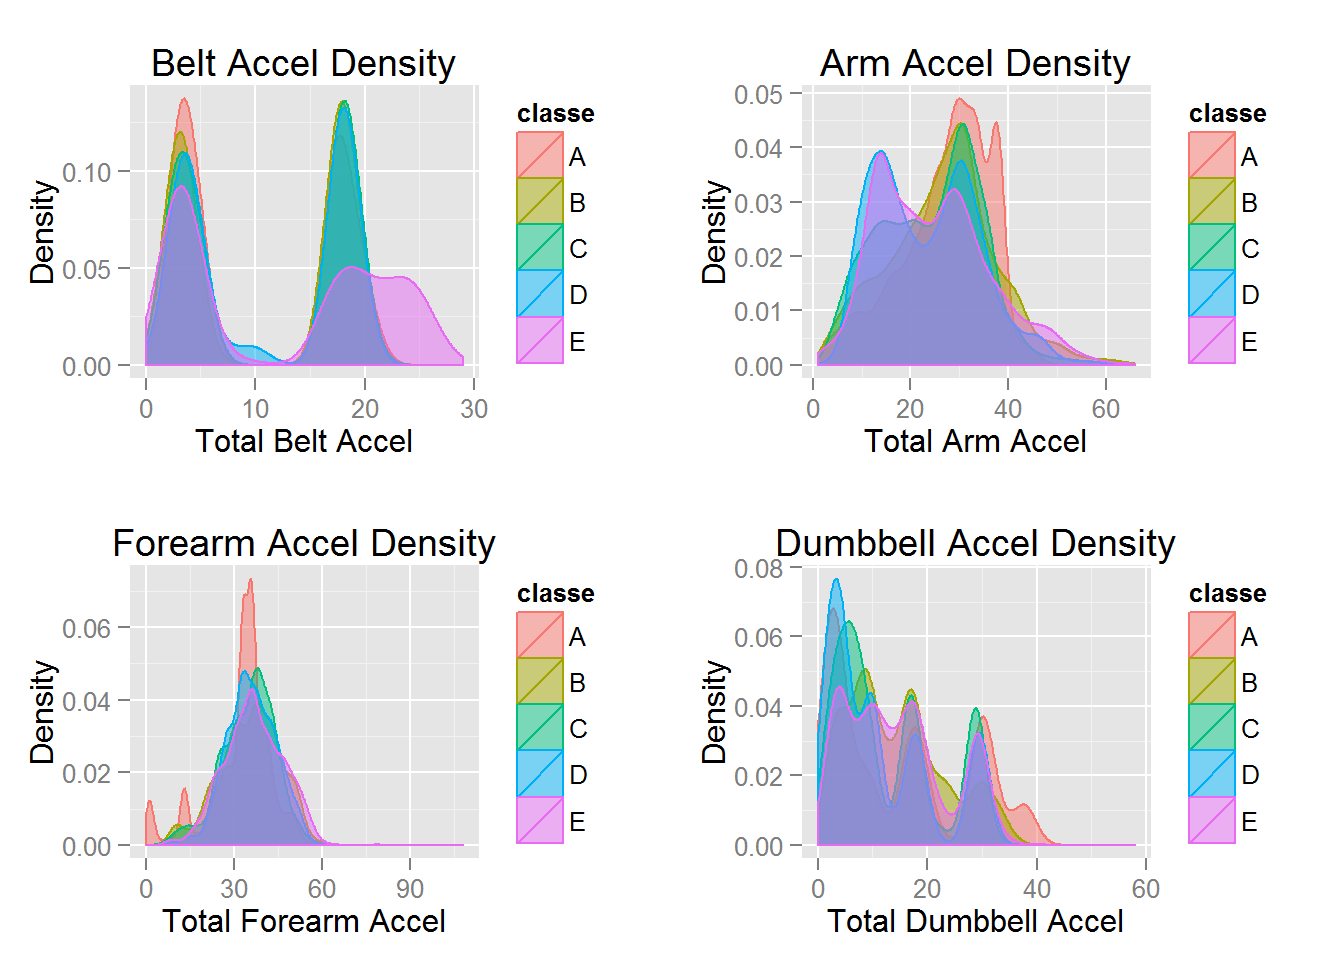 Belt Accel Density
Density
0.10
0.05
0.00
0 10 20 30
Total Belt Accel
classe
A
B
C
D
E
Arm Accel Density
Density
0.05
0.04
0.03
0.02
0.01
0.00
0 20 40 60
Total Arm Accel
classe
A
B
C
D
E
Forearm Accel Density
Density
0.06
0.04
0.02
0.00
0 30 60 90
Total Forearm Accel
classe
A
B
C
D
E
Dumbbell Accel Density
Density
0.08
0.06
0.04
0.02
0.00
0 20 40 60
Total Dumbbell Accel
classe
A
B
C
D
E